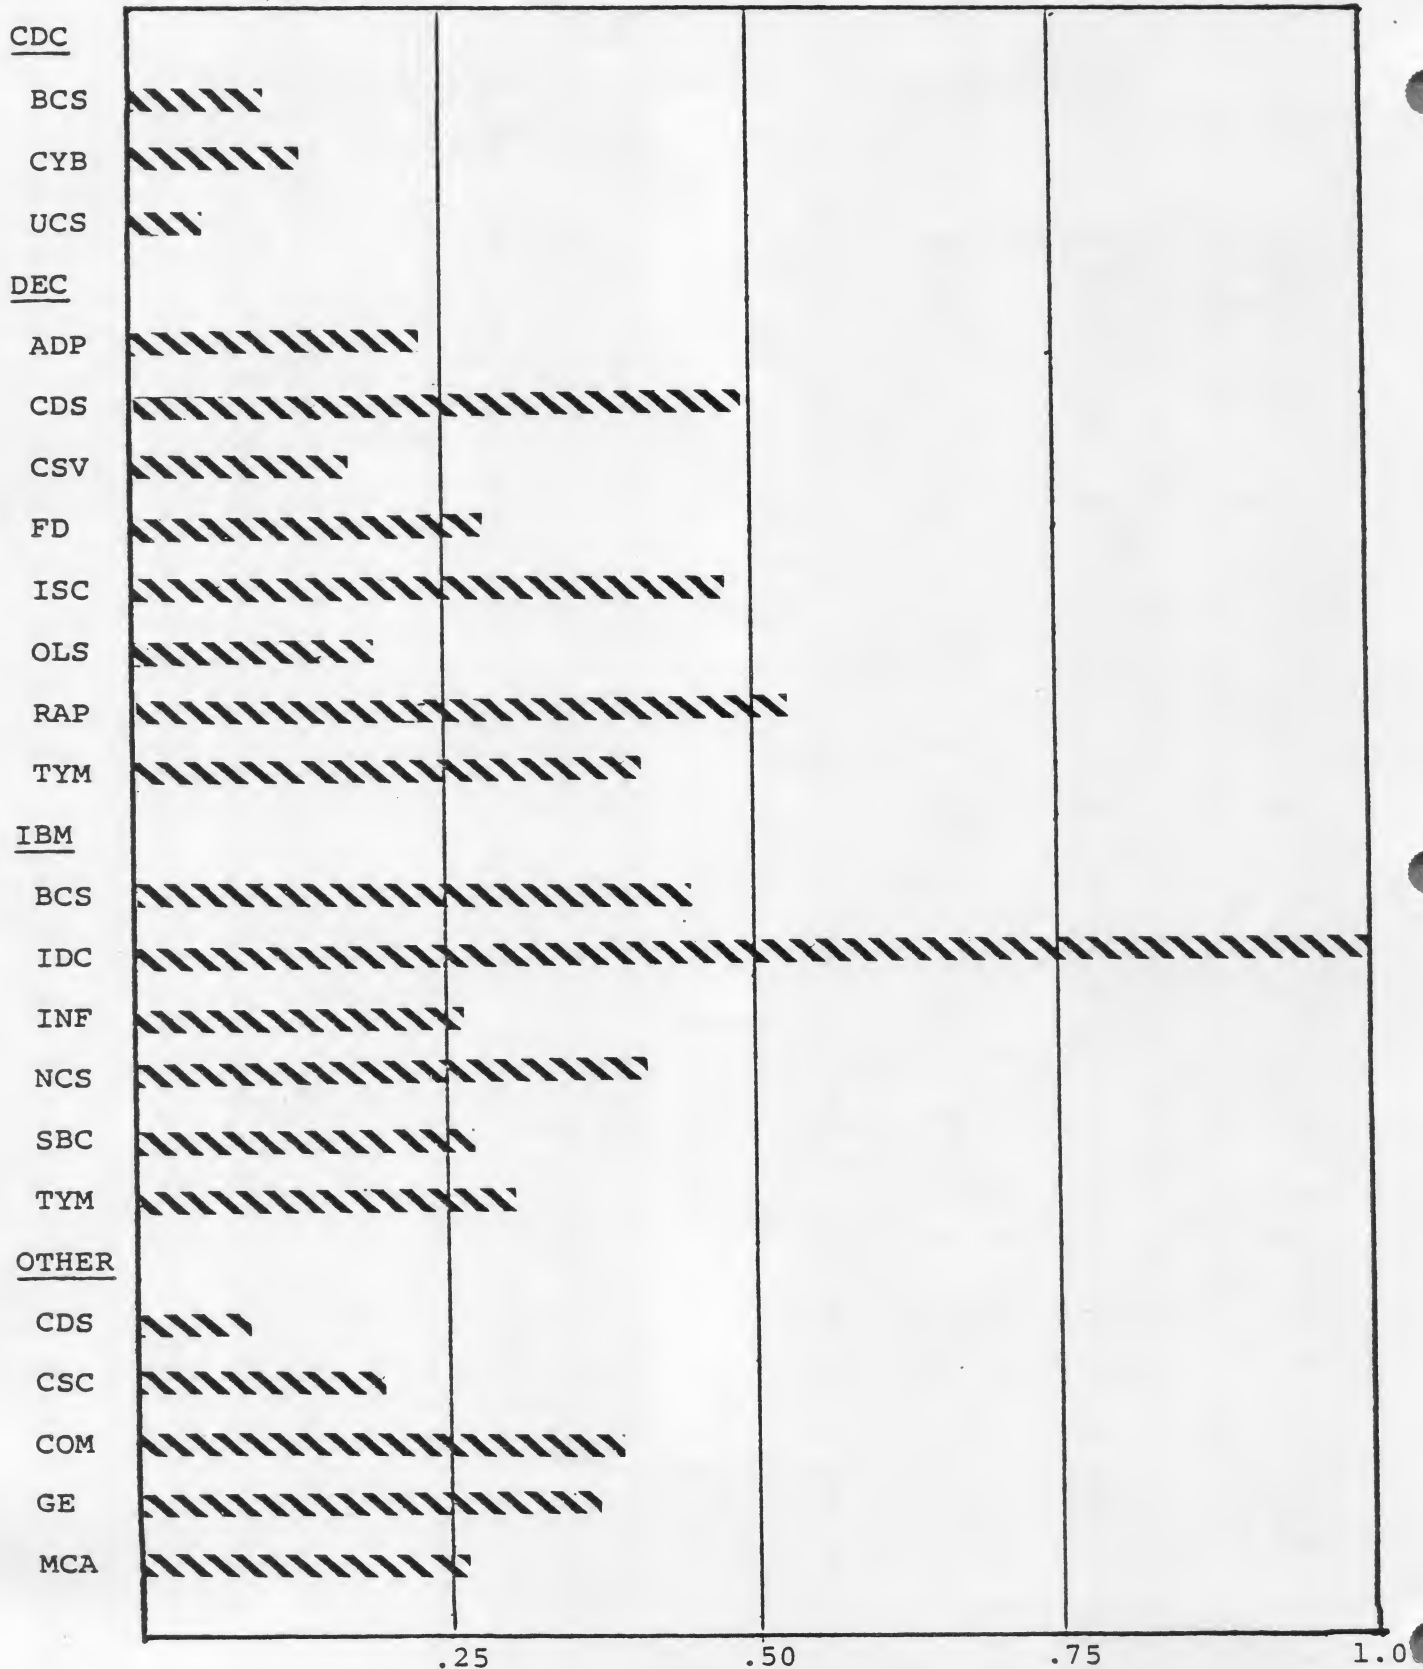 CDC
BCS
CYB
UCS
DEC
ADP
CDS
CSV
FD
ISC
OLS
RAP
TYM
IBM
BCS
IDC
INF
NCS
SBC
TYM
OTHER
CDS
CSC
COM
GE
MCA
.25 .50 .75 1.0